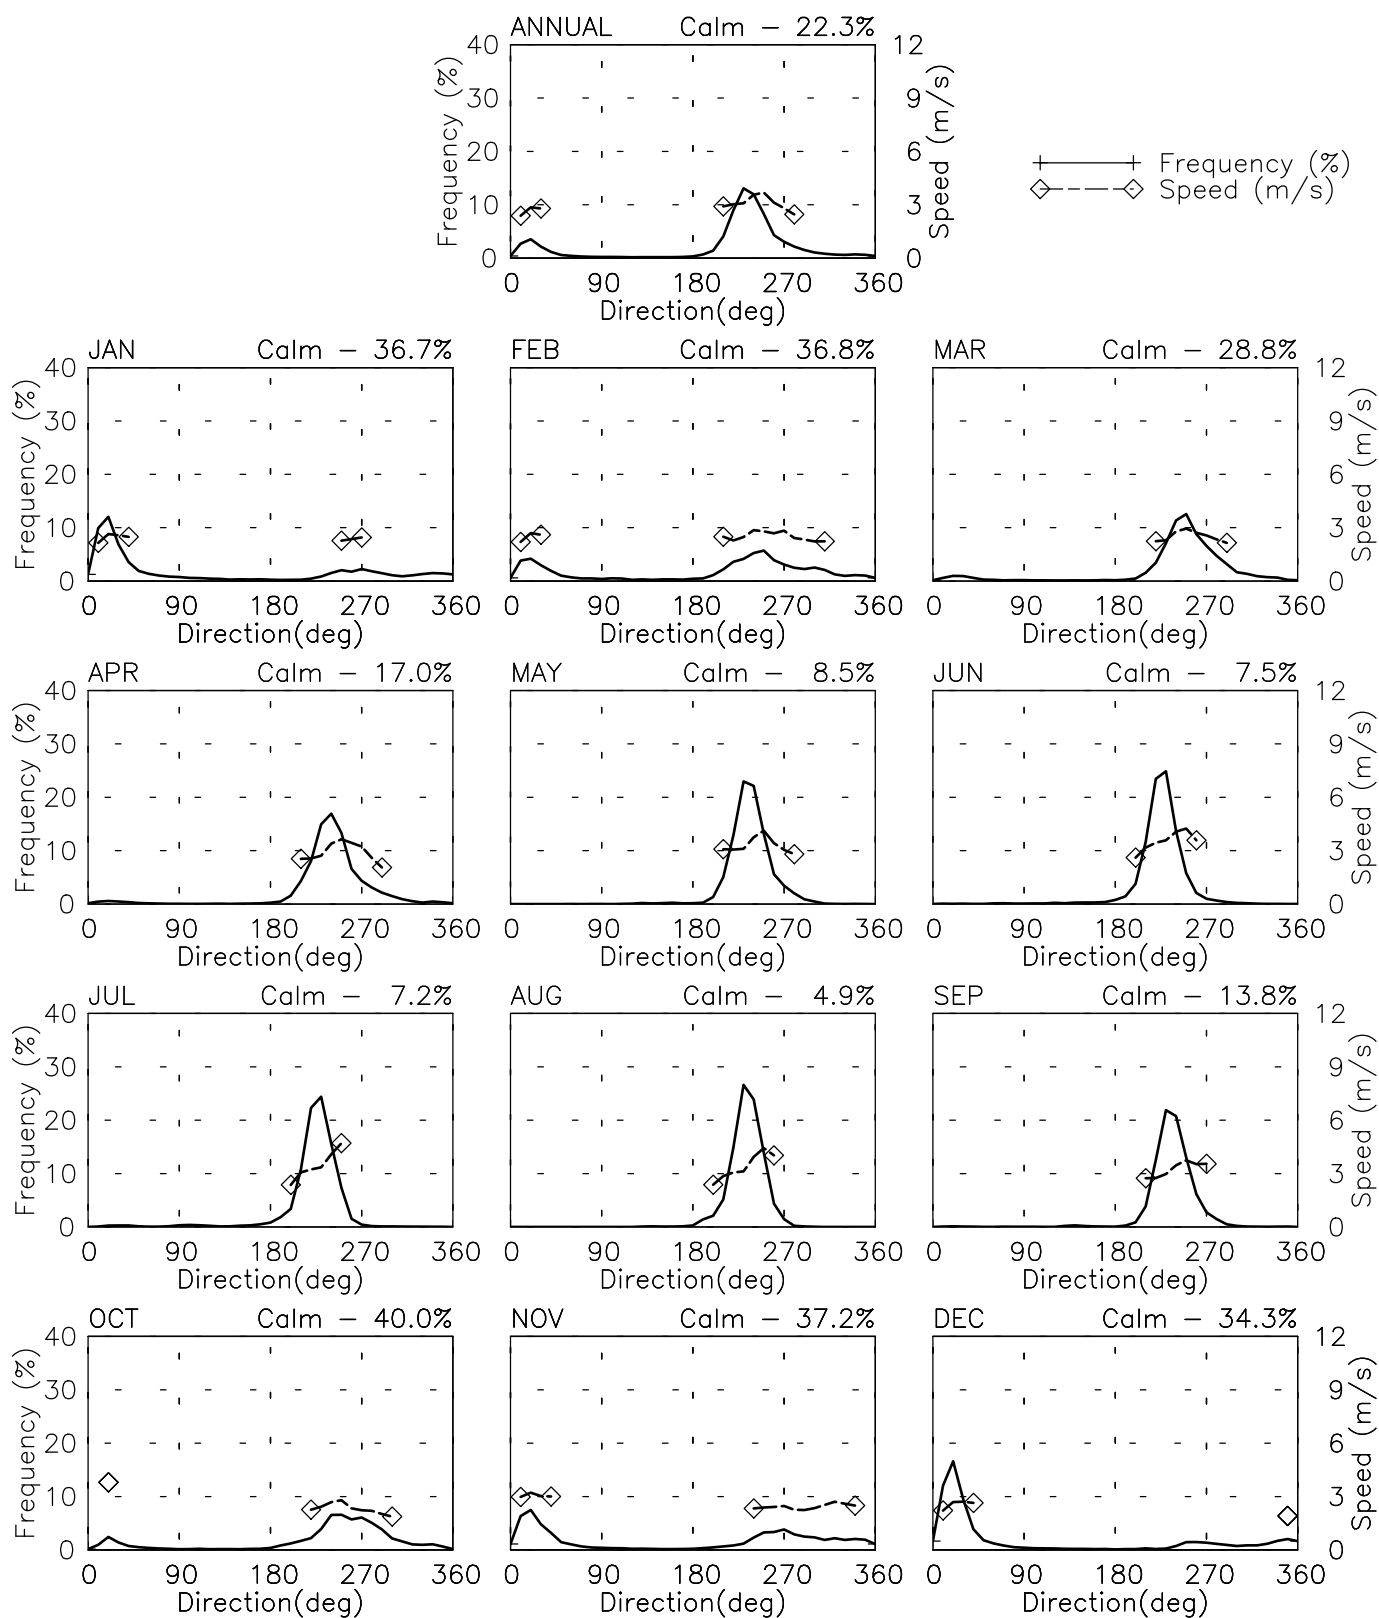 ANNUAL Calm - 22.3%
40 12
30 9
20 6
10 3
0 0
Frequency (%)
Speed (m/s)
0 90 180 270 360
Direction(deg)
Frequency (%)
Speed (m/s)
JAN Calm - 36.7% FEB Calm - 36.8% MAR Calm - 28.8%
40 12
30 9
20 6
10 3
0 0
Frequency (%)
Speed (m/s)
0 90 180 270 360 0 90 180 270 360 0 90 180 270 360
Direction(deg) Direction(deg) Direction(deg)
APR Calm - 17.0% MAY Calm - 8.5% JUN Calm - 7.5%
40 12
30 9
20 6
10 3
0 0
Frequency (%)
Speed (m/s)
0 90 180 270 360 0 90 180 270 360 0 90 180 270 360
Direction(deg) Direction(deg) Direction(deg)
JUL Calm - 7.2% AUG Calm - 4.9% SEP Calm - 13.8%
40 12
30 9
20 6
10 3
0 0
Frequency (%)
Speed (m/s)
0 90 180 270 360 0 90 180 270 360 0 90 180 270 360
Direction(deg) Direction(deg) Direction(deg)
OCT Calm - 40.0% NOV Calm - 37.2% DEC Calm - 34.3%
40 12
30 9
20 6
10 3
0 0
Frequency (%)
Speed (m/s)
0 90 180 270 360 0 90 180 270 360 0 90 180 270 360
Direction(deg) Direction(deg) Direction(deg)